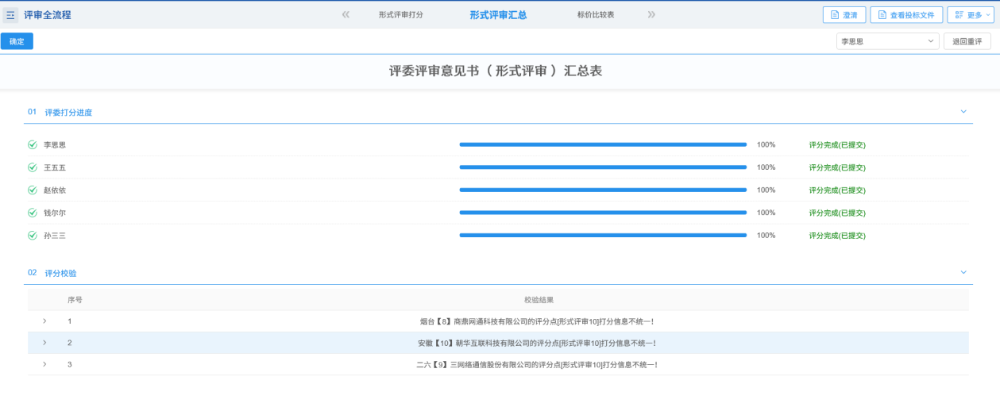 评审全流程 形式评审打分 形式评审汇总 标价比较表 澄清 查看投标文件 更多
确定 李思思 退回重评
评委评审意见书（形式评审）汇总表
01 评委打分进度
李思思 100% 评分完成(已提交)
王五五 100% 评分完成(已提交)
赵依依 100% 评分完成(已提交)
钱尔尔 100% 评分完成(已提交)
孙三三 100% 评分完成(已提交)
02 评分校验
序号 校验结果
1 烟台【8】商鼎网通科技有限公司的评分点[形式评审10]打分信息不统一!
2 安徽【10】朝华互联科技有限公司的评分点[形式评审10]打分信息不统一!
3 二六【9】三网络通信股份有限公司的评分点[形式评审10]打分信息不统一!